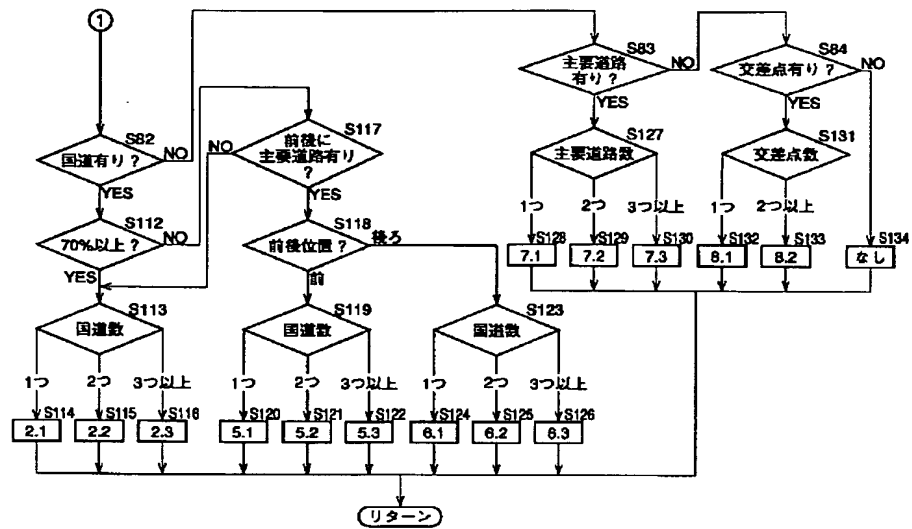 1
S82
国道有り?
NO
YES
S112
70%以上?
NO
YES
S113
国道数
1つ
2つ
3つ以上
S114
2.1
S115
2.2
S116
2.3
S117
前後に
主要道路有り
?
NO
YES
S118
前後位置?
後ろ
前
S119
国道数
1つ
2つ
3つ以上
S120
5.1
S121
5.2
S122
5.3
S123
国道数
1つ
2つ
3つ以上
S124
6.1
S125
6.2
S126
6.3
S83
主要道路
有り?
NO
YES
S127
主要道路数
1つ
2つ
3つ以上
S128
7.1
S129
7.2
S130
7.3
S84
交差点有り?
NO
YES
S131
交差点数
1つ
2つ以上
S132
8.1
S133
8.2
S134
なし
リターン